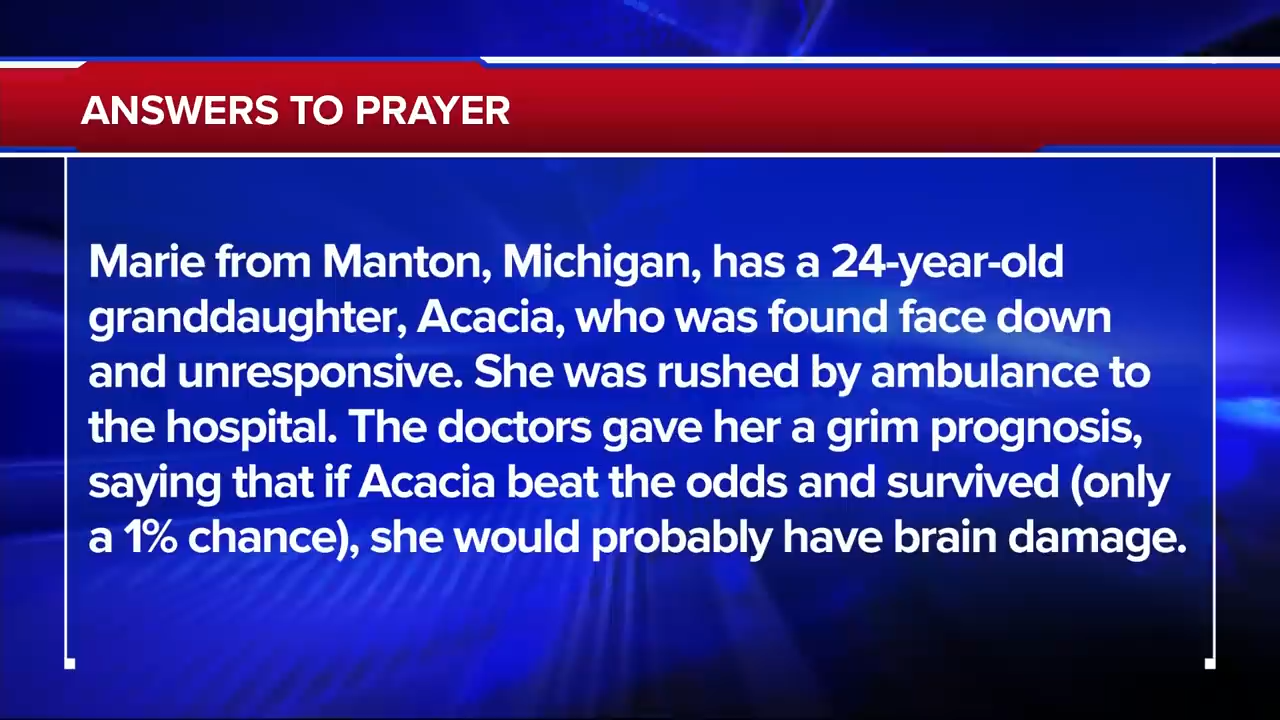 ANSWERS TO PRAYER
Marie from Manton, Michigan, has a 24-year-old
granddaughter, Acacia, who was found face down
and unresponsive. She was rushed by ambulance to
the hospital. The doctors gave her a grim prognosis,
saying that if Acacia beat the odds and survived (only
a 1% chance), she would probably have brain damage.